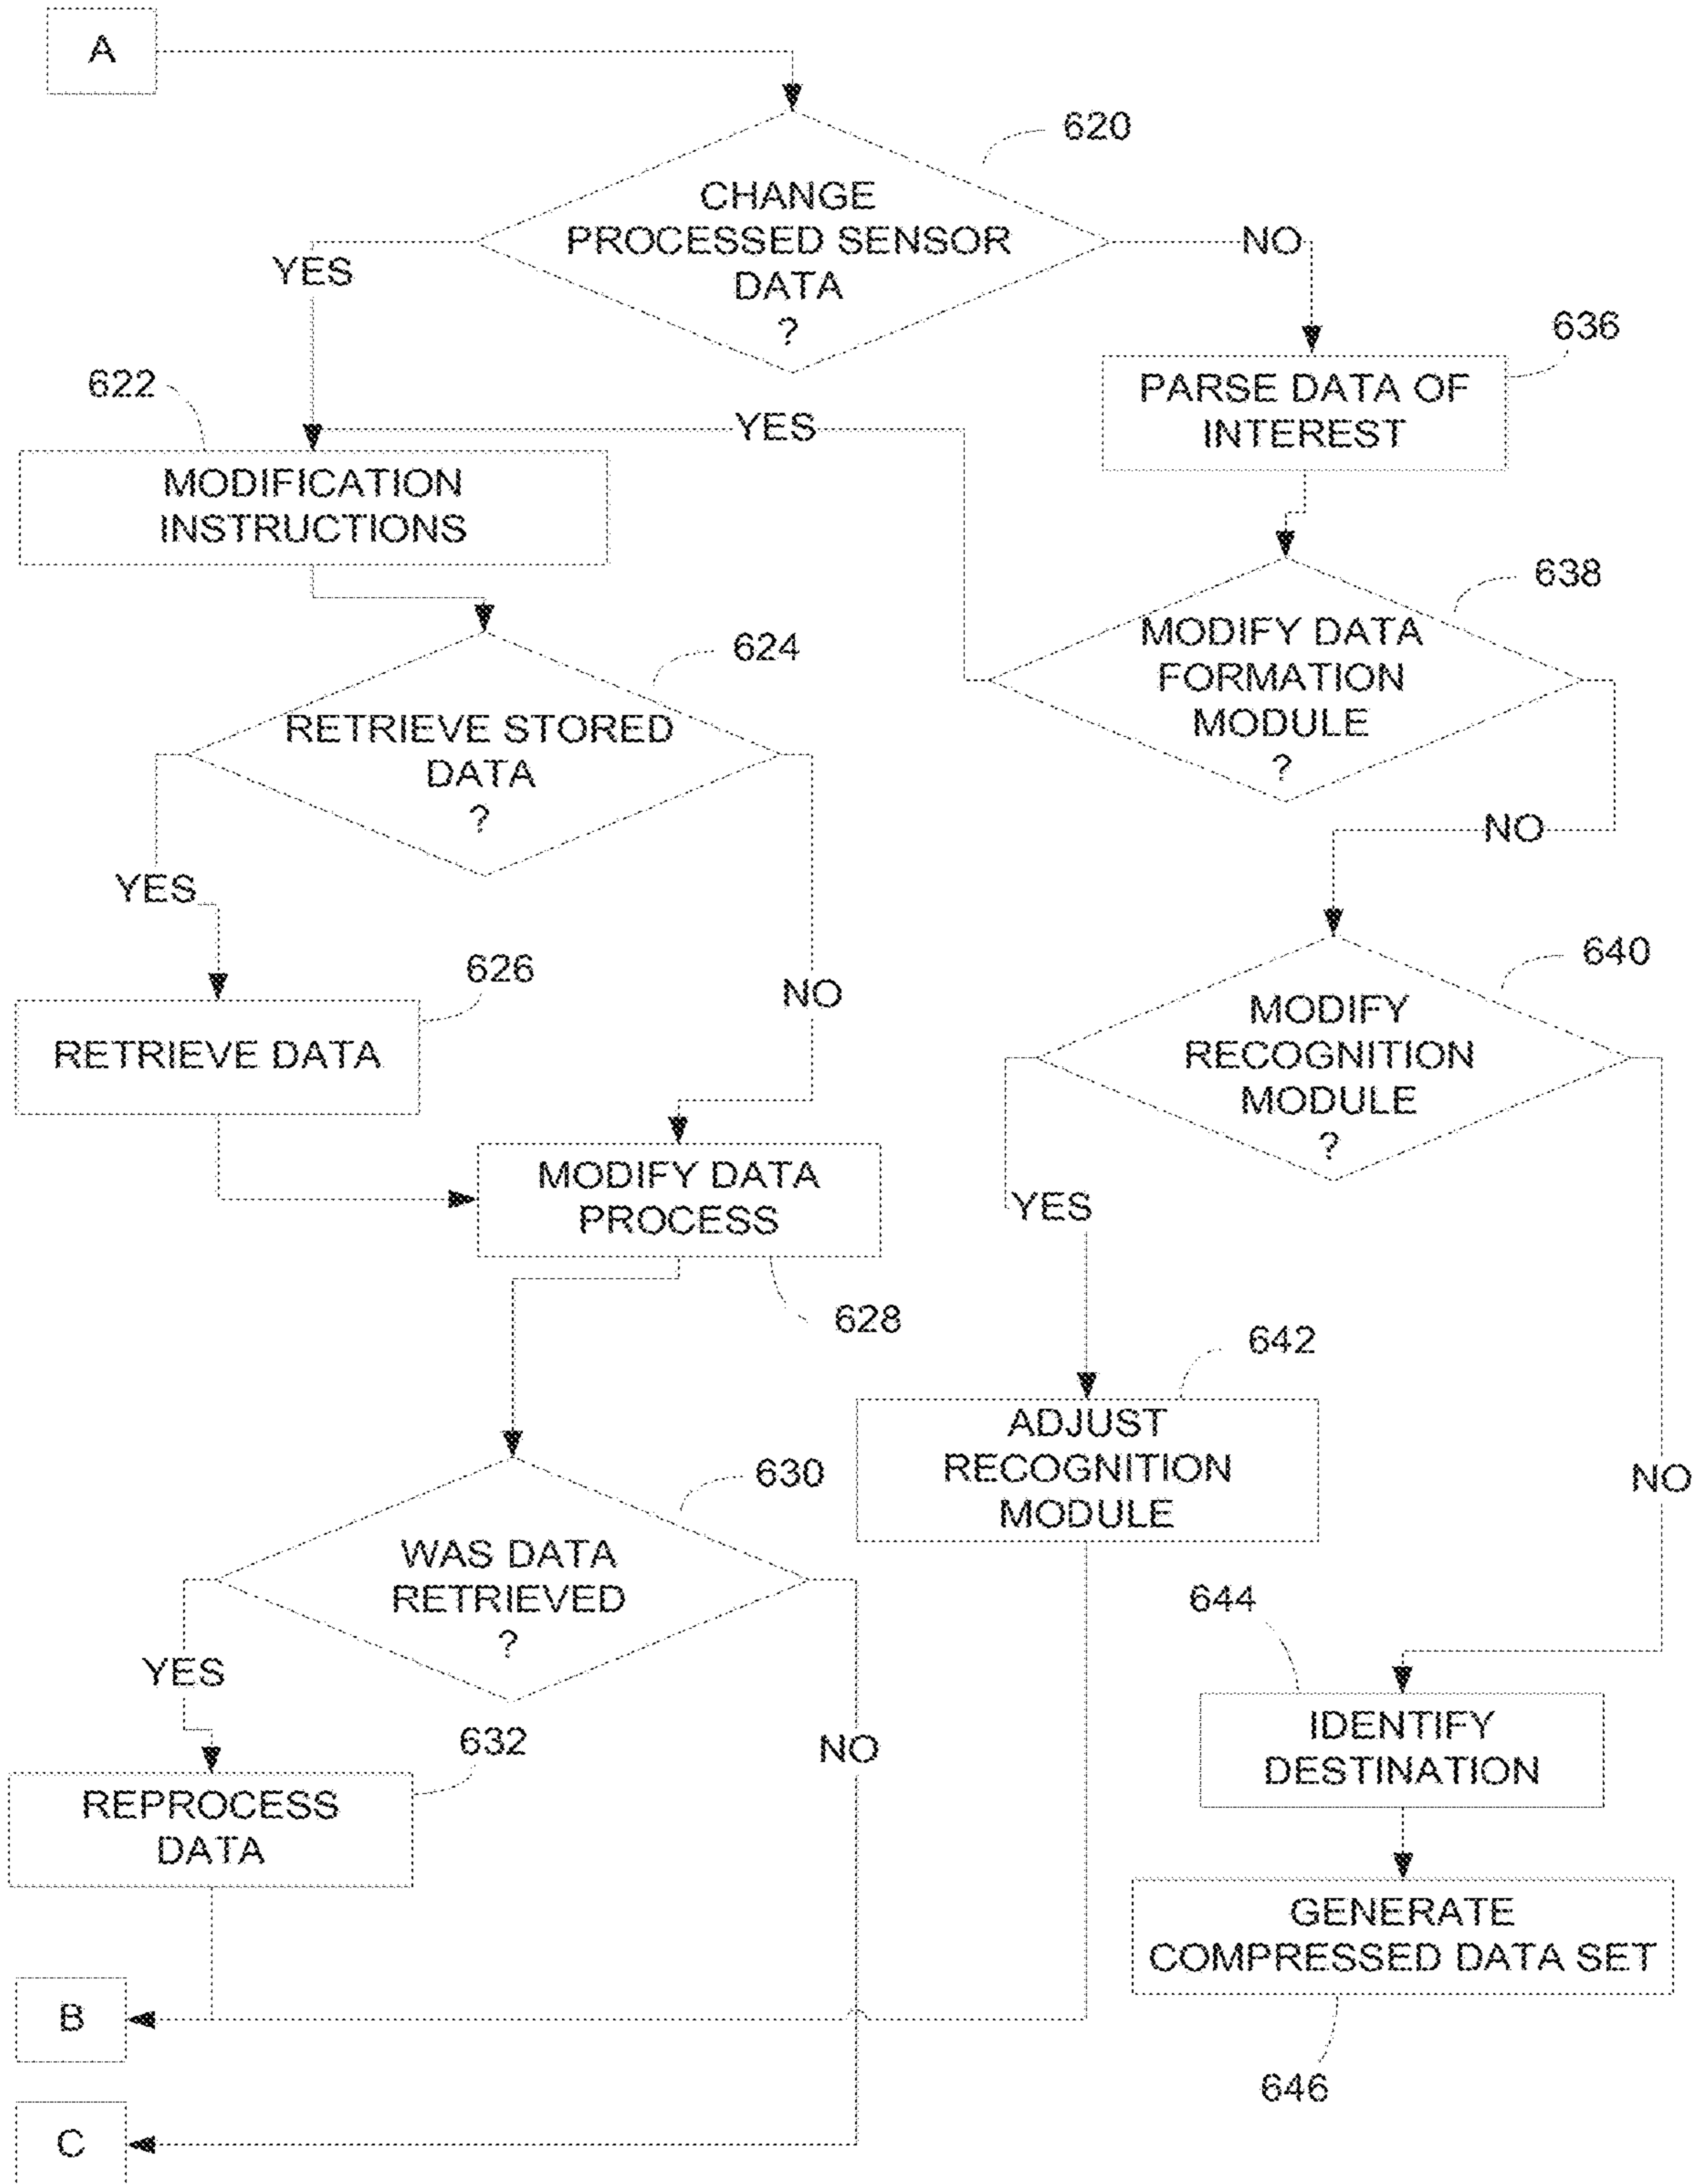 A
620
CHANGE
PROCESSED SENSOR
DATA
?
YES
NO
636
PARSE DATA OF
INTEREST
622
YES
MODIFICATION
INSTRUCTIONS
638
MODIFY DATA
FORMATION
MODULE
?
624
RETRIEVE STORED
DATA
?
NO
YES
626
RETRIEVE DATA
NO
640
MODIFY
RECOGNITION
MODULE
?
MODIFY DATA
PROCESS
YES
628
642
ADJUST
RECOGNITION
MODULE
NO
630
WAS DATA
RETRIEVED
?
YES
NO
644
IDENTIFY
DESTINATION
632
REPROCESS
DATA
GENERATE
COMPRESSED DATA SET
646
B
C